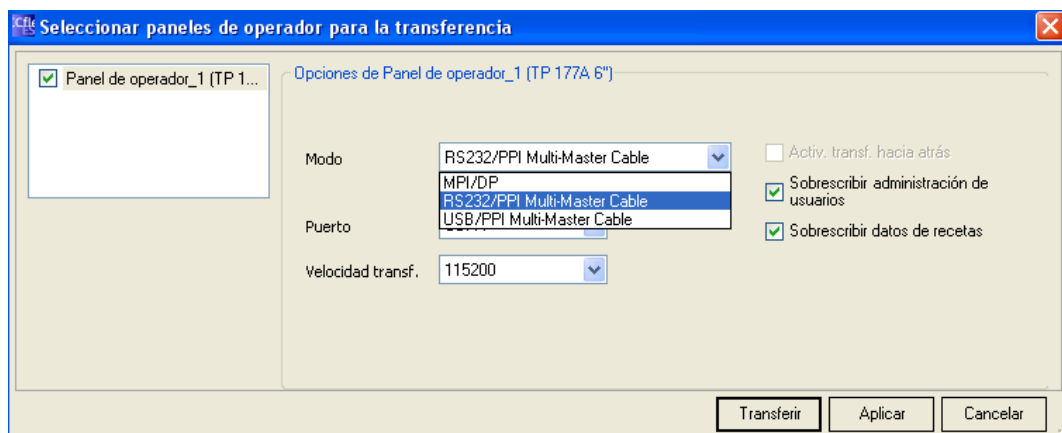 Seleccionar paneles de operador para la transferencia
Panel de operador_1 (TP 1...
Opciones de Panel de operador_1 (TP 177A 6")
Modo
RS232/PPI Multi-Master Cable
MPI/DP
RS232/PPI Multi-Master Cable
USB/PPI Multi-Master Cable
Puerto
Velocidad transf.
115200
Activ. transf. hacia atrás
Sobrescribir administración de
usuarios
Sobrescribir datos de recetas
Transferir
Aplicar
Cancelar